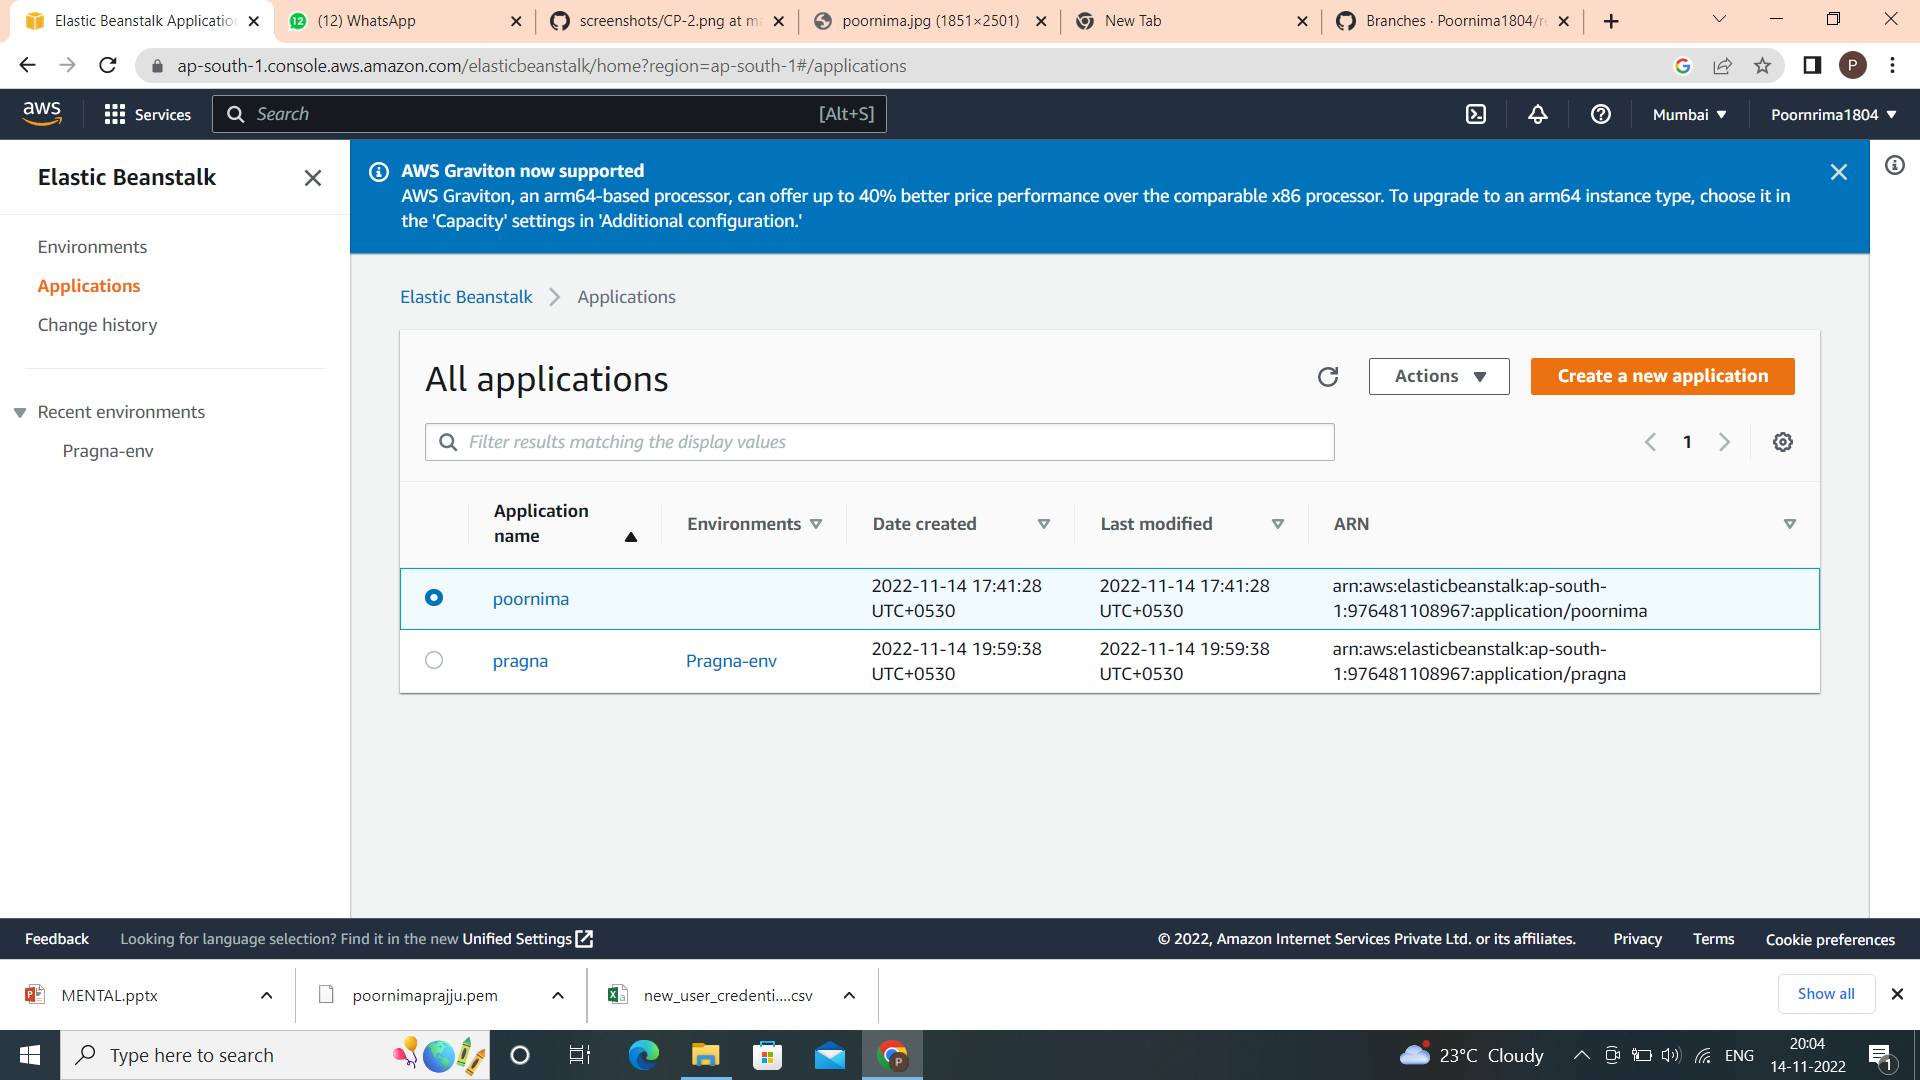 Elastic Beanstalk Application
(12) WhatsApp
screenshots/CP-2.png at ma
poornima.jpg (1851×2501)
New Tab
Branches · Poornima1804/re
ap-south-1.console.aws.amazon.com/elasticbeanstalk/home?region=ap-south-1#/applications
P
aws
Services
Search
[Alt+S]
Mumbai
Poornrima1804
Elastic Beanstalk
Environments
Applications
Change history
Recent environments
Pragna-env
AWS Graviton now supported
AWS Graviton, an arm64-based processor, can offer up to 40% better price performance over the comparable x86 processor. To upgrade to an arm64 instance type, choose it in
the 'Capacity' settings in 'Additional configuration.'
Elastic Beanstalk
Applications
All applications
Actions
Create a new application
Filter results matching the display values
1
Application
name
Environments
Date created
Last modified
ARN
poornima
2022-11-14 17:41:28
UTC+0530
2022-11-14 17:41:28
UTC+0530
arn:aws:elasticbeanstalk:ap-south-
1:976481108967:application/poornima
pragna
Pragna-env
2022-11-14 19:59:38
UTC+0530
2022-11-14 19:59:38
UTC+0530
arn:aws:elasticbeanstalk:ap-south-
1:976481108967:application/pragna
Feedback
Looking for language selection? Find it in the new Unified Settings
© 2022, Amazon Internet Services Private Ltd. or its affiliates.
Privacy
Terms
Cookie preferences
MENTAL.pptx
poornimaprajju.pem
new_user_credenti....csv
Show all
Type here to search
23°C Cloudy
ENG
20:04
14-11-2022
1